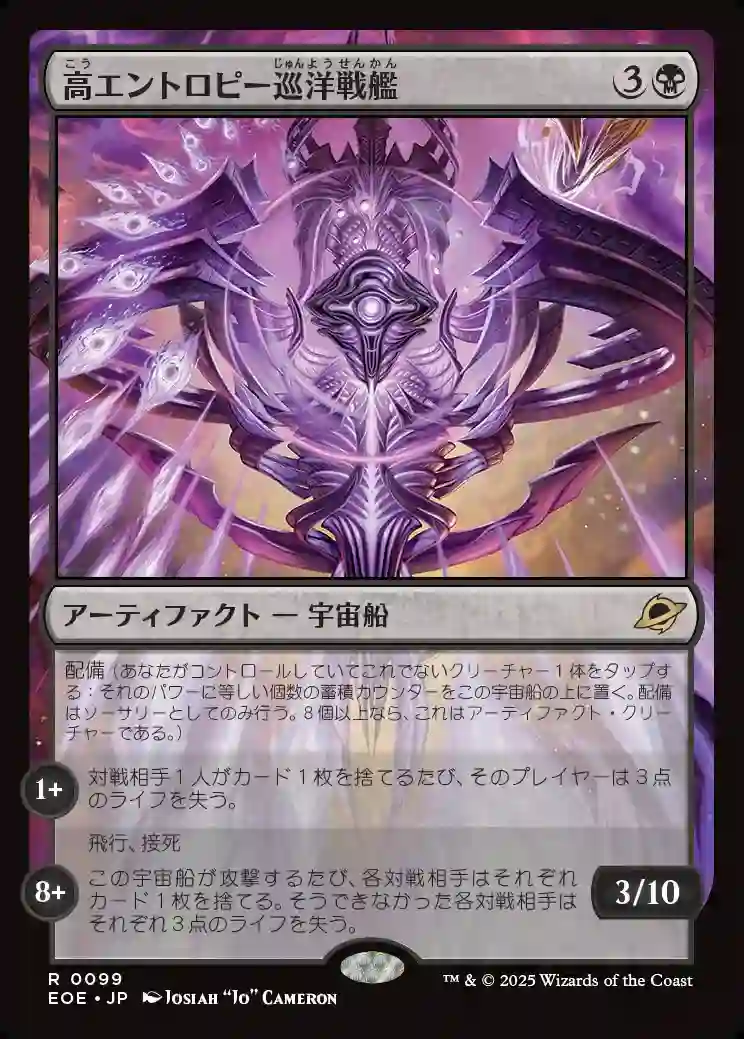 こう じゅんようせんかん
高エントロピー巡洋戦艦 3
アーティファクト — 宇宙船
配備 (あなたがコントロールしていてこれでないクリーチャー1体をタップす
る:それのパワーに等しい個数の蓄積カウンターをこの宇宙船の上に置く。配備
はソーサリーとしてのみ行う。8個以上なら、これはアーティファクト・クリー
チャーである。)
1+ 対戦相手1人がカード1枚を捨てるたび、そのプレイヤーは3点
のライフを失う。
飛行、接死
8+ この宇宙船が攻撃するたび、各対戦相手はそれぞれ
カード1枚を捨てる。そうできなかった各対戦相手は
それぞれ3点のライフを失う。
3/10
R 0099
EOE • JP Josiah “Jo” Cameron
™ & © 2025 Wizards of the Coast